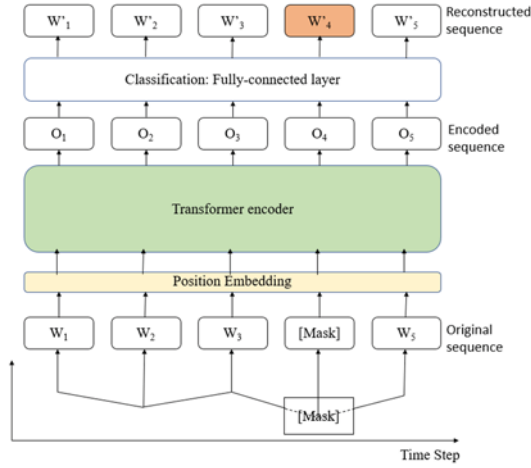 W'1 W'2 W'3 W'4 W'5 Reconstructed
sequence
Classification: Fully-connected layer
O1 O2 O3 O4 O5 Encoded
sequence
Transformer encoder
Position Embedding
W1 W2 W3 [Mask] W5 Original
sequence
[Mask]
Time Step